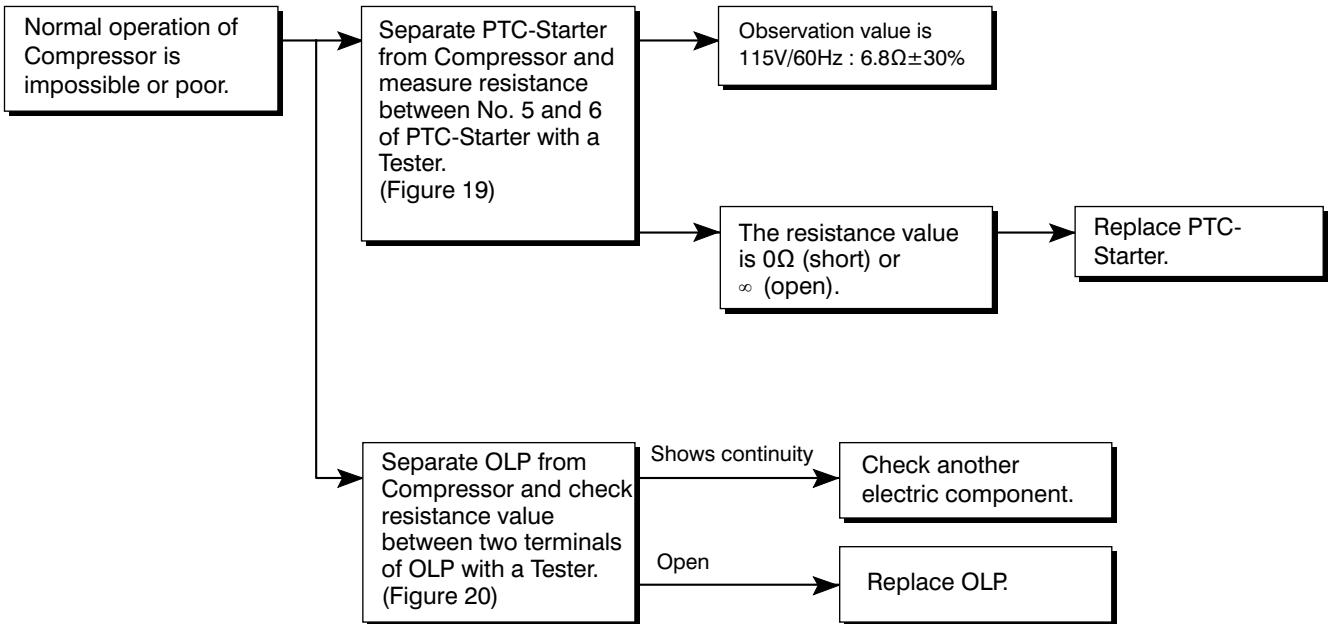 Normal operation of
Compressor is
impossible or poor.
Separate PTC-Starter
from Compressor and
measure resistance
between No. 5 and 6
of PTC-Starter with a
Tester.
(Figure 19)
Observation value is
115V/60Hz : 6.8Ω±30%
The resistance value
is 0Ω (short) or
∞ (open).
Replace PTC-
Starter.
Separate OLP from
Compressor and check
resistance value
between two terminals
of OLP with a Tester.
(Figure 20)
Shows continuity
Check another
electric component.
Open
Replace OLP.